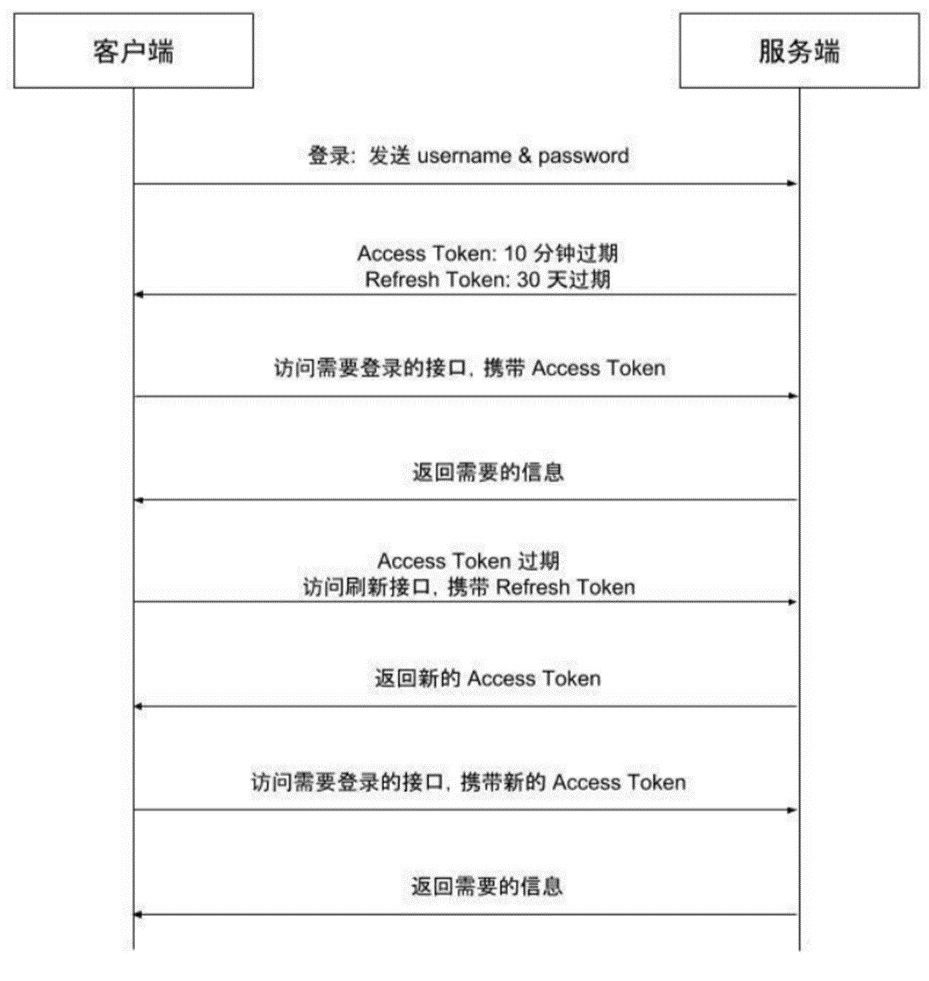 客户端
服务端
登录: 发送 username & password
Access Token: 10 分钟过期
Refresh Token: 30 天过期
访问需要登录的接口, 携带 Access Token
返回需要的信息
Access Token 过期
访问刷新接口, 携带 Refresh Token
返回新的 Access Token
访问需要登录的接口, 携带新的 Access Token
返回需要的信息